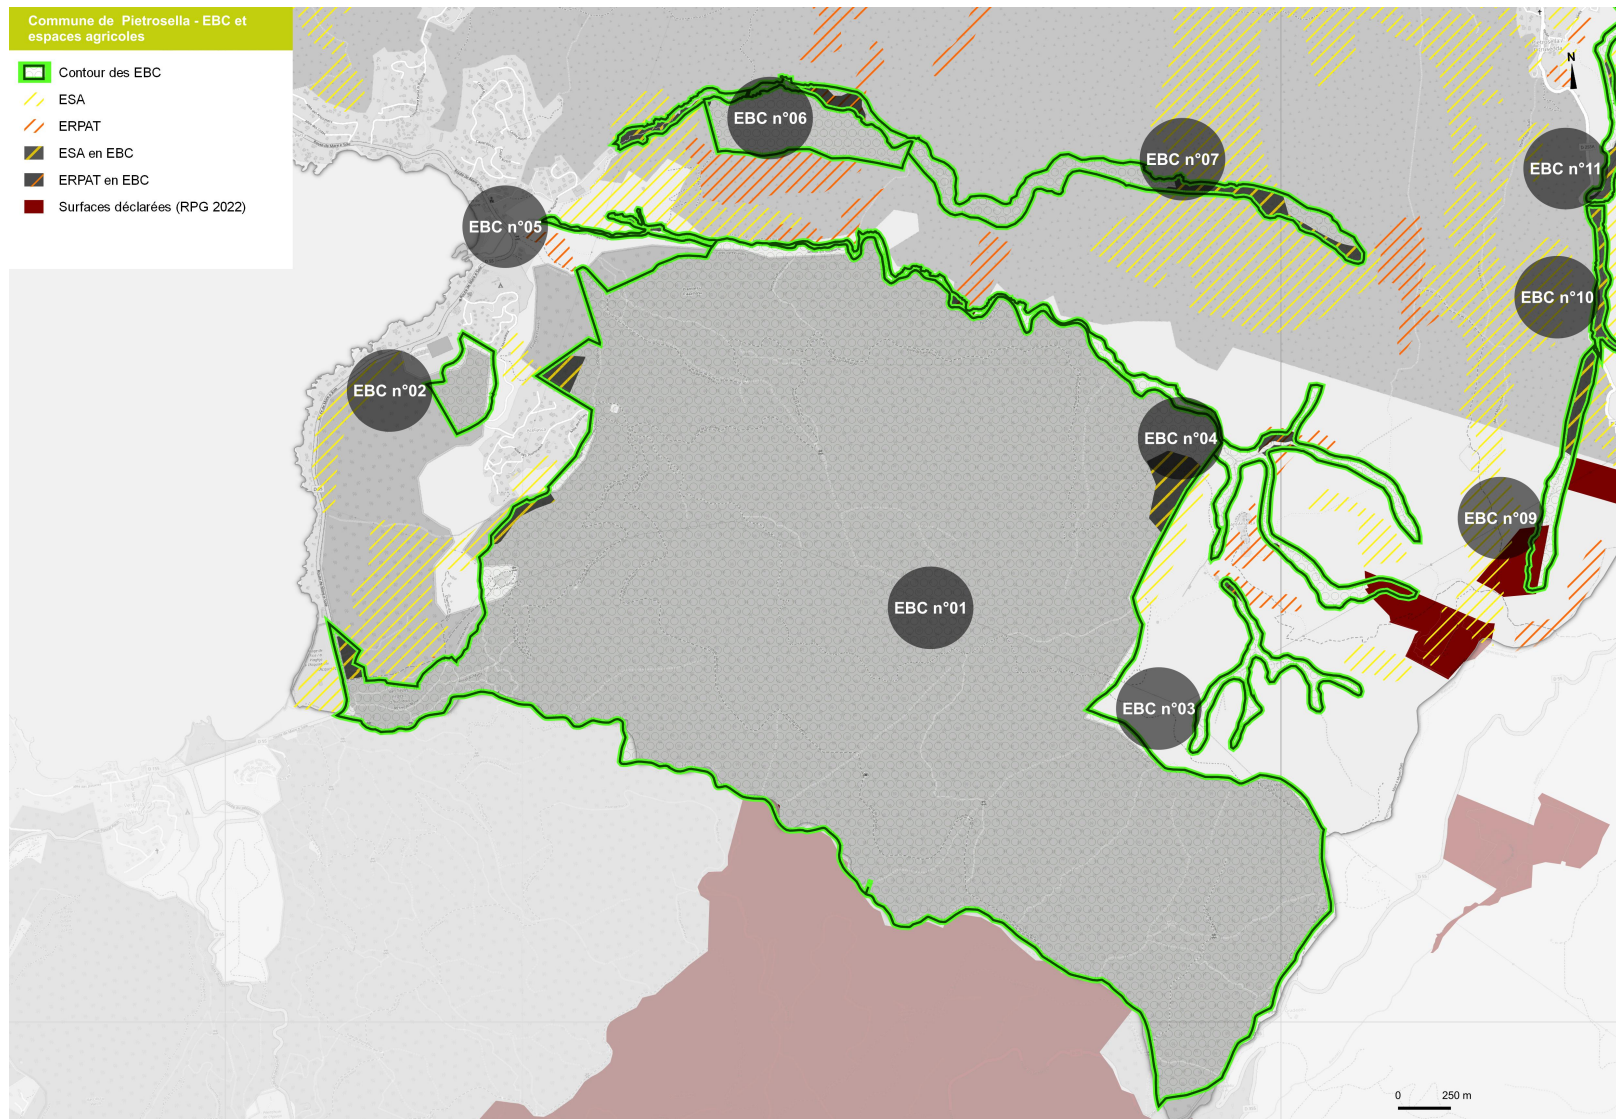 Commune de Pietrosella - EBC et
espaces agricoles
Contour des EBC
ESA
ERPAT
ESA en EBC
ERPAT en EBC
Surfaces déclarées (RPG 2022)
N
EBC n°06
EBC n°07
EBC n°11
EBC n°05
EBC n°10
EBC n°02
EBC n°04
EBC n°09
EBC n°01
EBC n°03
0 250 m